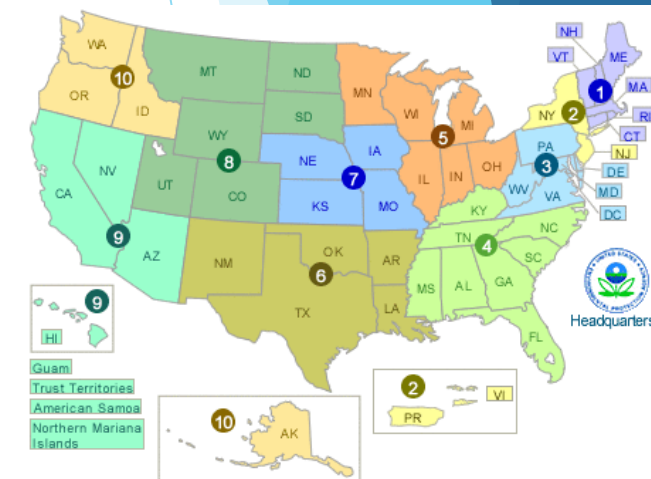 NH
WA
VT
ME
MT
ND
10
MN
1
MA
OR
ID
WI
MI
NY
2
RI
SD
5
CT
WY
PA
NJ
8
IA
3
DE
NV
NE
OH
7
IL
IN
WV
MD
UT
CO
VA
CA
KS
MO
KY
DC
9
TN
NC
4
AZ
OK
SC
NM
6
AR
MS
AL
GA
9
TX
LA
Headquarters
HI
FL
Guam
2
VI
Trust Territories
American Samoa
PR
10
Northern Mariana
Islands
AK